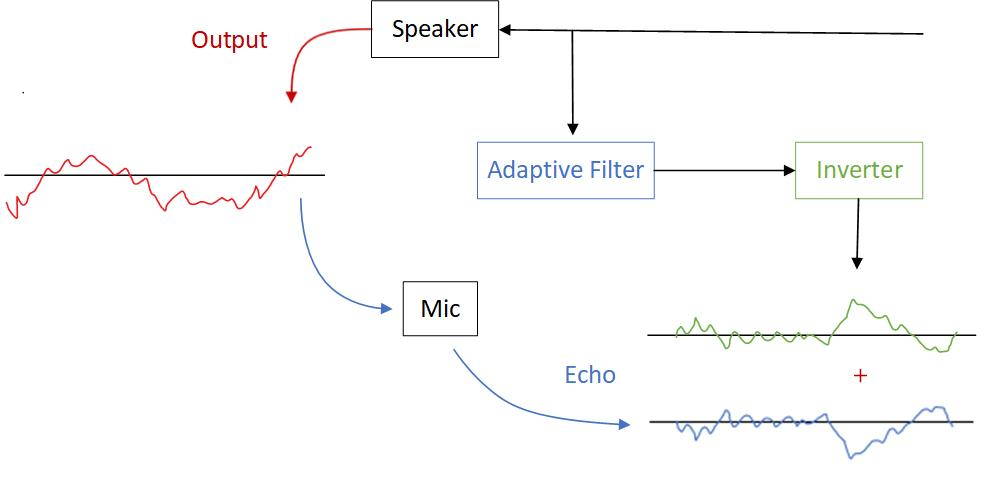 Speaker
Output
Adaptive Filter
Inverter
Mic
Echo
+